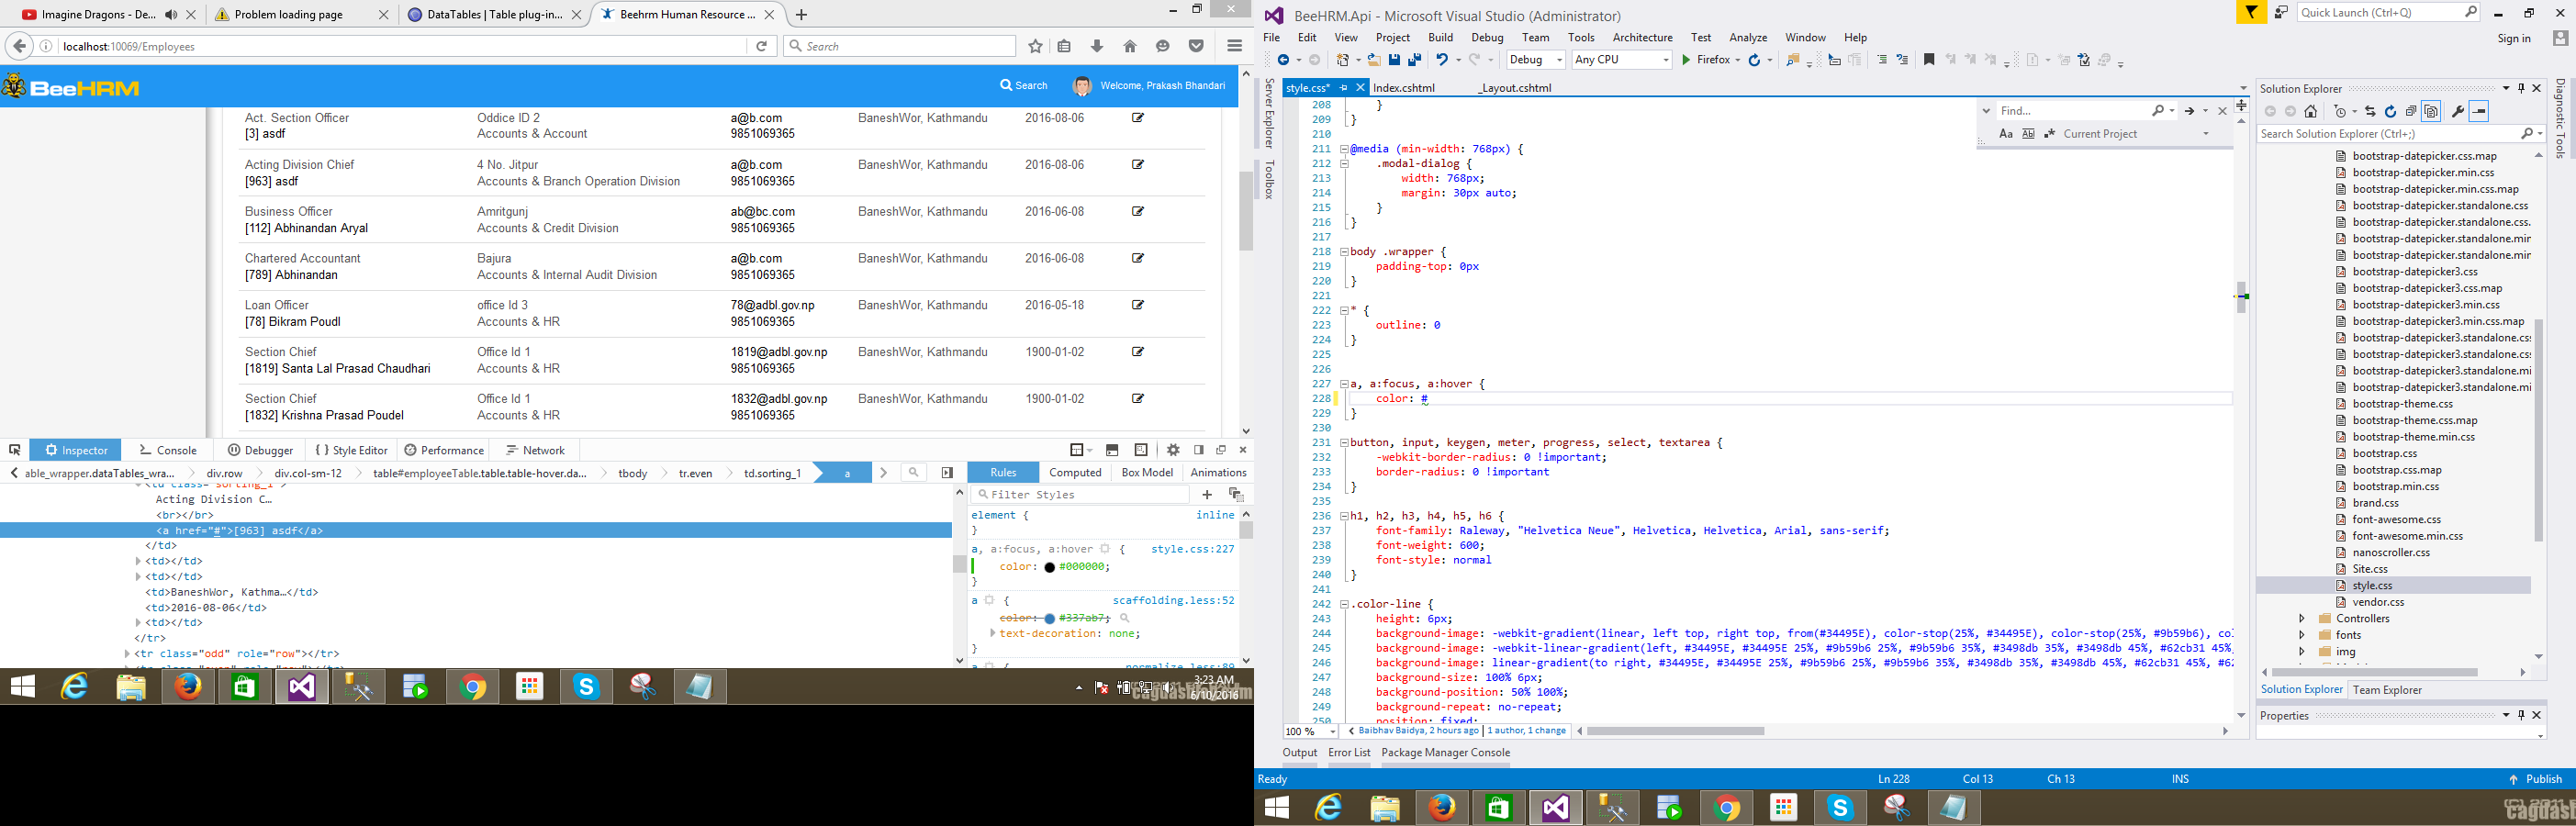 Imagine Dragons - De...
Problem loading page
DataTables | Table plug-in...
Beehrm Human Resource ...
localhost:10069/Employees
Search
BeeHRM
Search
Welcome, Prakash Bhandari
Act. Section Officer Oddice ID 2 a@b.com BaneshWor, Kathmandu 2016-08-06
[3] asdf Accounts & Account 9851069365
Acting Division Chief 4 No. Jitpur a@b.com BaneshWor, Kathmandu 2016-08-06
[963] asdf Accounts & Branch Operation Division 9851069365
Business Officer Amritgunj ab@bc.com BaneshWor, Kathmandu 2016-06-08
[112] Abhinandan Aryal Accounts & Credit Division 9851069365
Chartered Accountant Bajura a@b.com BaneshWor, Kathmandu 2016-06-08
[789] Abhinandan Accounts & Internal Audit Division 9851069365
Loan Officer office Id 3 78@adbl.gov.np BaneshWor, Kathmandu 2016-05-18
[78] Bikram Poudl Accounts & HR 9851069365
Section Chief Office Id 1 1819@adbl.gov.np BaneshWor, Kathmandu 1900-01-02
[1819] Santa Lal Prasad Chaudhari Accounts & HR 9851069365
Section Chief Office Id 1 1832@adbl.gov.np BaneshWor, Kathmandu 1900-01-02
[1832] Krishna Prasad Poudel Accounts & HR 9851069365
Inspector Console Debugger { } Style Editor Performance Network
able_wrapper.dataTables_wra... div.row div.col-sm-12 table#employeeTable.table.table-hover.da... tbody tr.even td.sorting_1 a
Rules Computed Box Model Animations
<td class="sorting_1">
Acting Division C...
<br></br>
<a href="#">[963] asdf</a>
</td>
<td></td>
<td></td>
<td>BaneshWor, Kathma…</td>
<td>2016-08-06</td>
<td></td>
</tr>
<tr class="odd" role="row"></tr>
<tr class="even" role="row"></tr>
Filter Styles
element { inline
}
a, a:focus, a:hover { style.css:227
color: #000000;
}
a { scaffolding.less:52
color: #337ab7;
text-decoration: none;
}
a { normalize.less:89
3:23 AM
6/10/2016
BeeHRM.Api - Microsoft Visual Studio (Administrator)
Quick Launch (Ctrl+Q)
File Edit View Project Build Debug Team Tools Architecture Test Analyze Window Help
Sign in
Debug Any CPU Firefox
Server Explorer
Toolbox
style.css* Index.cshtml _Layout.cshtml
Find...
Aa Current Project
208 }
209 }
210
211 @media (min-width: 768px) {
212 .modal-dialog {
213 width: 768px;
214 margin: 30px auto;
215 }
216 }
217
218 body .wrapper {
219 padding-top: 0px
220 }
221
222 * {
223 outline: 0
224 }
225
226
227 a, a:focus, a:hover {
228 color: #
229 }
230
231 button, input, keygen, meter, progress, select, textarea {
232 -webkit-border-radius: 0 !important;
233 border-radius: 0 !important
234 }
235
236 h1, h2, h3, h4, h5, h6 {
237 font-family: Raleway, "Helvetica Neue", Helvetica, Helvetica, Arial, sans-serif;
238 font-weight: 600;
239 font-style: normal
240 }
241
242 .color-line {
243 height: 6px;
244 background-image: -webkit-gradient(linear, left top, right top, from(#34495E), color-stop(25%, #34495E), color-stop(25%, #9b59b6), col
245 background-image: -webkit-linear-gradient(left, #34495E, #34495E 25%, #9b59b6 25%, #9b59b6 35%, #3498db 35%, #3498db 45%, #62cb31 45%,
246 background-image: linear-gradient(to right, #34495E, #34495E 25%, #9b59b6 25%, #9b59b6 35%, #3498db 35%, #3498db 45%, #62cb31 45%, #62
247 background-size: 100% 6px;
248 background-position: 50% 100%;
249 background-repeat: no-repeat;
250 position: fixed;
100 % Baibhav Baidya, 2 hours ago | 1 author, 1 change
Output Error List Package Manager Console
Ready Ln 228 Col 13 Ch 13 INS Publish
Solution Explorer
Search Solution Explorer (Ctrl+;)
bootstrap-datepicker.css.map
bootstrap-datepicker.min.css
bootstrap-datepicker.min.css.map
bootstrap-datepicker.standalone.css
bootstrap-datepicker.standalone.css.
bootstrap-datepicker.standalone.min
bootstrap-datepicker.standalone.min
bootstrap-datepicker3.css
bootstrap-datepicker3.css.map
bootstrap-datepicker3.min.css
bootstrap-datepicker3.min.css.map
bootstrap-datepicker3.standalone.cs
bootstrap-datepicker3.standalone.css
bootstrap-datepicker3.standalone.mi
bootstrap-datepicker3.standalone.mi
bootstrap-theme.css
bootstrap-theme.css.map
bootstrap-theme.min.css
bootstrap.css
bootstrap.css.map
bootstrap.min.css
brand.css
font-awesome.css
font-awesome.min.css
nanoscroller.css
Site.css
style.css
vendor.css
Controllers
fonts
img
Solution Explorer Team Explorer
Properties
Diagnostic Tools